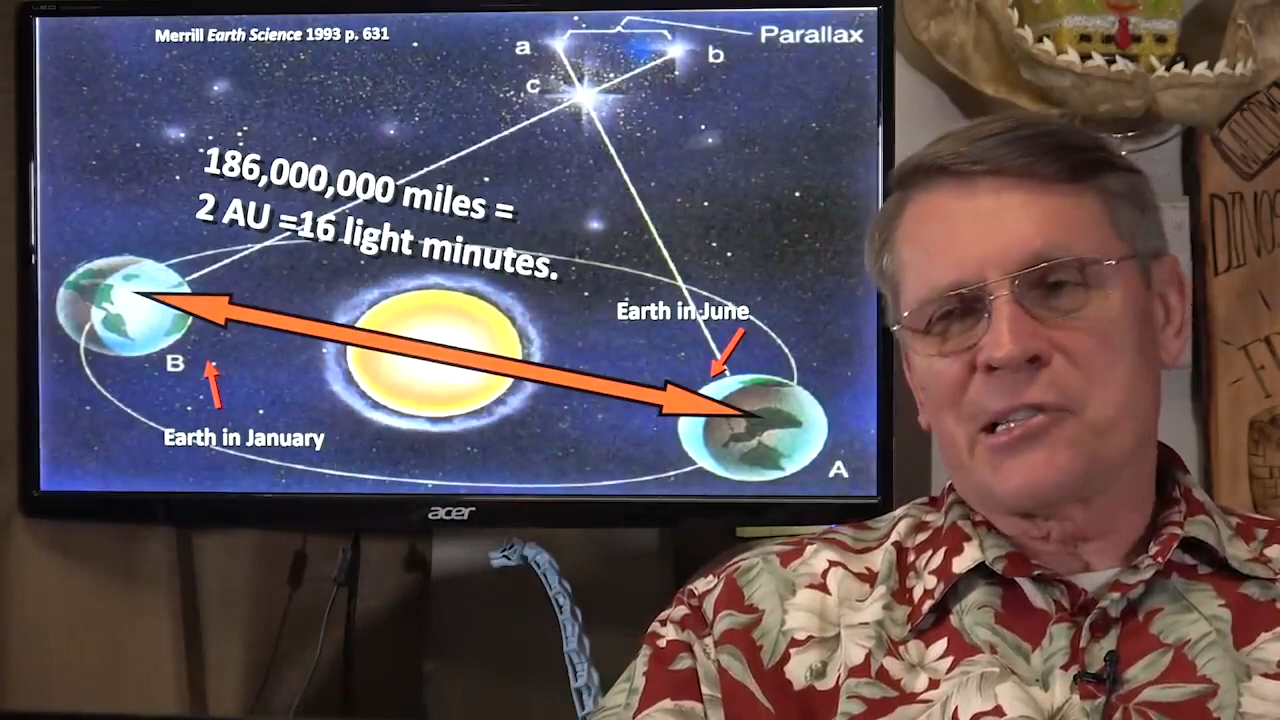 Merrill Earth Science 1993 p. 631
Parallax
a
b
c
186,000,000 miles =
2 AU =16 light minutes.
Earth in June
B
Earth in January
A
acer
DINOS